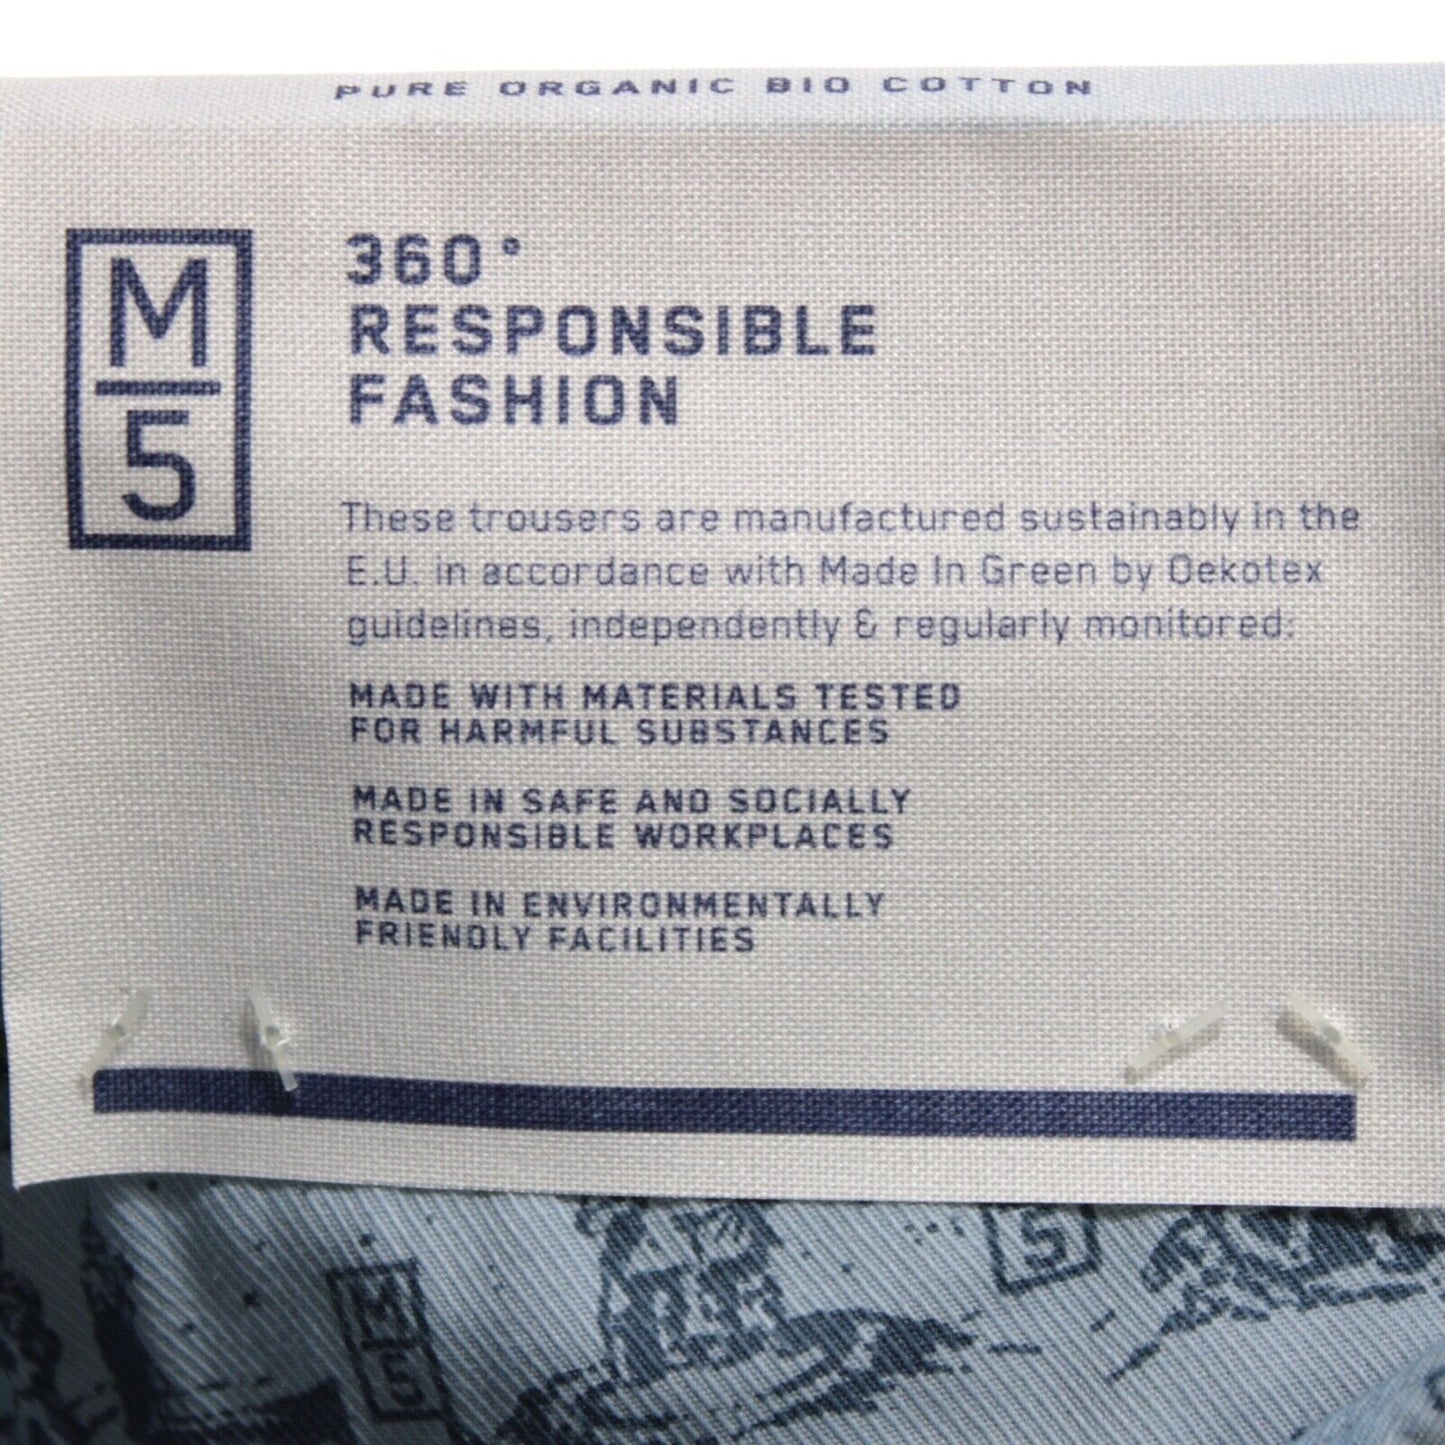 PURE ORGANIC BIO COTTON
M
5
360°
RESPONSIBLE
FASHION
These trousers are manufactured sustainably in the
E.U. in accordance with Made In Green by Oekotex
guidelines, independently & regularly monitored:
MADE WITH MATERIALS TESTED
FOR HARMFUL SUBSTANCES
MADE IN SAFE AND SOCIALLY
RESPONSIBLE WORKPLACES
MADE IN ENVIRONMENTALLY
FRIENDLY FACILITIES
M
5
5